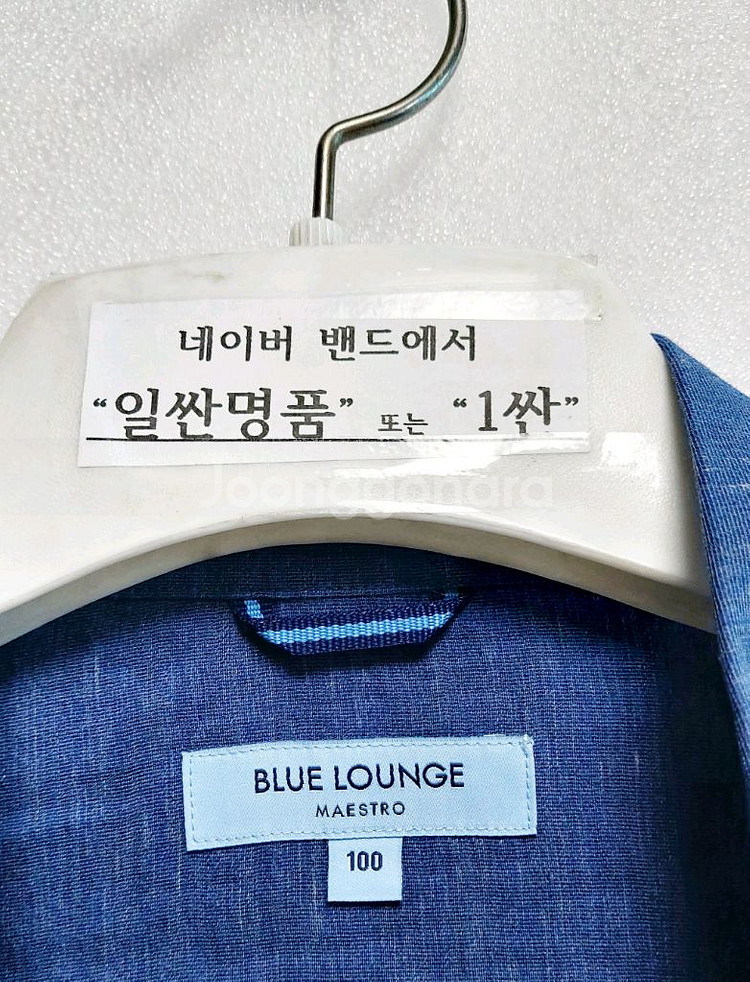 네이버 밴드에서
“일싼명품” 또는 “1싻”
Joonggonara
BLUE LOUNGE
MAESTRO
100